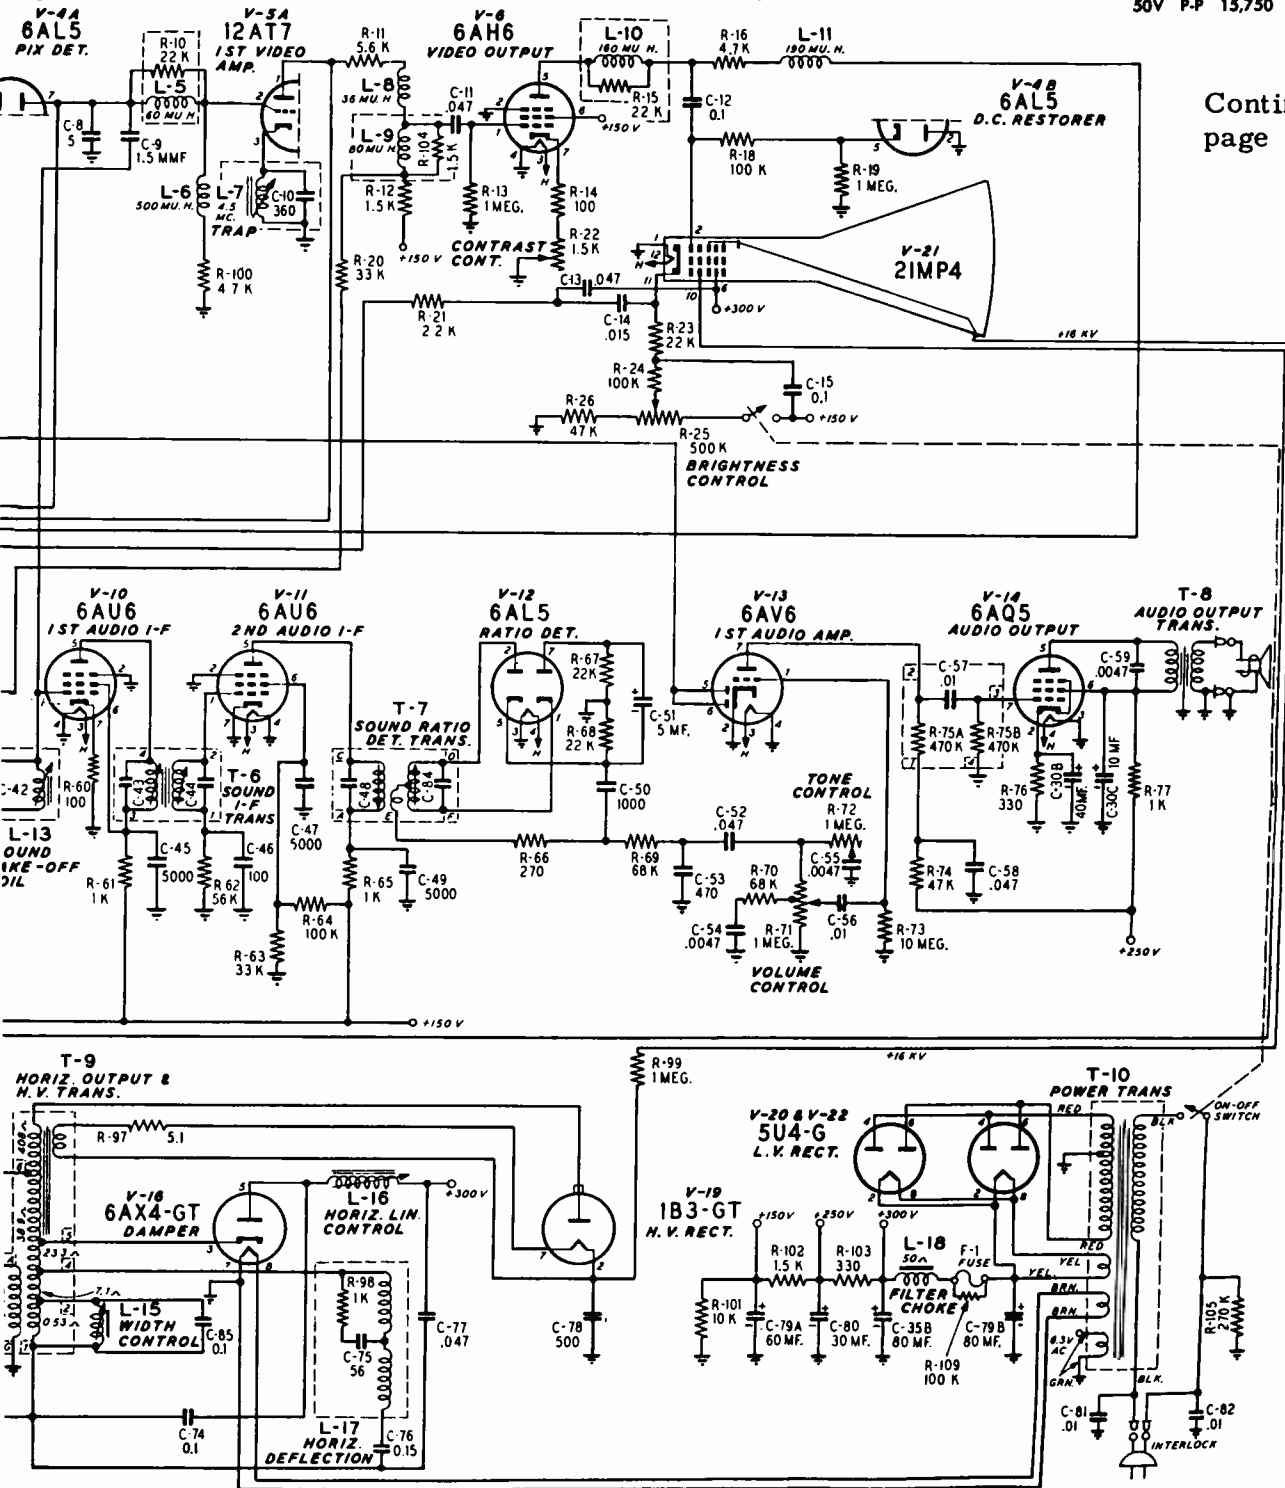 50V P-P 15,750
V-4A
6AL5
PIX DET.
V-5A
12AT7
1ST VIDEO
AMP.
R-10
22 K
L-5
60 MU H
C-8
5
C-9
1.5 MMF
L-6
500 MU. H.
L-7
4.5
MC.
TRAP
C-10
360
R-100
4 7 K
R-11
5.6 K
L-8
36 MU. H.
L-9
80 MU H
R-104
1.5 K
C-11
.047
R-12
1.5 K
+150 V
R-20
33 K
V-6
6AH6
VIDEO OUTPUT
+150 V
R-13
1 MEG.
R-14
100
R-22
1.5 K
CONTRAST
CONT.
L-10
180 MU H.
R-15
22 K
R-16
4.7 K
L-11
190 MU. H.
C-12
0.1
R-18
100 K
R-19
1 MEG.
V-4B
6AL5
D.C. RESTORER
Contin
page
V-21
21MP4
+300 V
+16 KV
C-13 .047
C-14
.015
R-21
2 2 K
R-23
22 K
R-24
100 K
C-15
0.1
+150 V
R-26
47 K
R-25
500 K
BRIGHTNESS
CONTROL
V-10
6AU6
1ST AUDIO I-F
V-11
6AU6
2ND AUDIO I-F
V-12
6AL5
RATIO DET.
V-13
6AV6
1ST AUDIO AMP.
V-14
6AQ5
AUDIO OUTPUT
T-8
AUDIO OUTPUT
TRANS.
C-42
L-13
OUND
AKE-OFF
OIL
R-60
100
C-43
C-44
T-6
SOUND
I-F
TRANS
R-61
1 K
C-45
5000
R-62
56 K
C-46
100
C-47
5000
R-63
33 K
R-64
100 K
R-65
1 K
C-49
5000
C-48
T-7
SOUND RATIO
DET. TRANS.
C-84
R-67
22K
R-68
22 K
C-51
5 MF.
C-50
1000
R-66
270
R-69
68 K
C-53
470
C-52
.047
TONE
CONTROL
R-72
1 MEG.
C-55
.0047
R-70
68 K
C-54
.0047
R-71
1 MEG.
C-56
.01
R-73
10 MEG.
VOLUME
CONTROL
C-57
.01
R-75A
470 K
R-75B
470K
R-74
47 K
C-58
.047
R-76
330
C-30B
40MF.
C-30C
10 MF
C-59
.0047
R-77
1 K
+250 V
+150 V
T-9
HORIZ. OUTPUT &
H.V. TRANS.
R-97
5.1
V-16
6AX4-GT
DAMPER
L-16
HORIZ. LIN.
CONTROL
+300 V
L-15
WIDTH
CONTROL
C-85
0.1
R-98
1 K
C-75
56
C-77
.047
L-17
HORIZ.
DEFLECTION
C-76
0.15
C-74
0.1
R-99
1 MEG.
+16 KV
V-19
1B3-GT
H. V. RECT.
C-78
500
V-20 & V-22
5U4-G
L.V. RECT.
+150 V
+250 V
+300 V
R-102
1.5 K
R-103
330
L-18
50Ω
FILTER
CHOKE
F-1
FUSE
R-101
10 K
C-79A
60 MF.
C-80
30 MF.
C-35B
80 MF.
C-79B
80 MF.
R-109
100 K
T-10
POWER TRANS
RED
RED
YEL
YEL.
BRN.
BRN.
6.3V
AC
GRN.
BLK
BLK.
ON-OFF
SWITCH
R-105
270 K
C-81
.01
C-82
.01
INTERLOCK